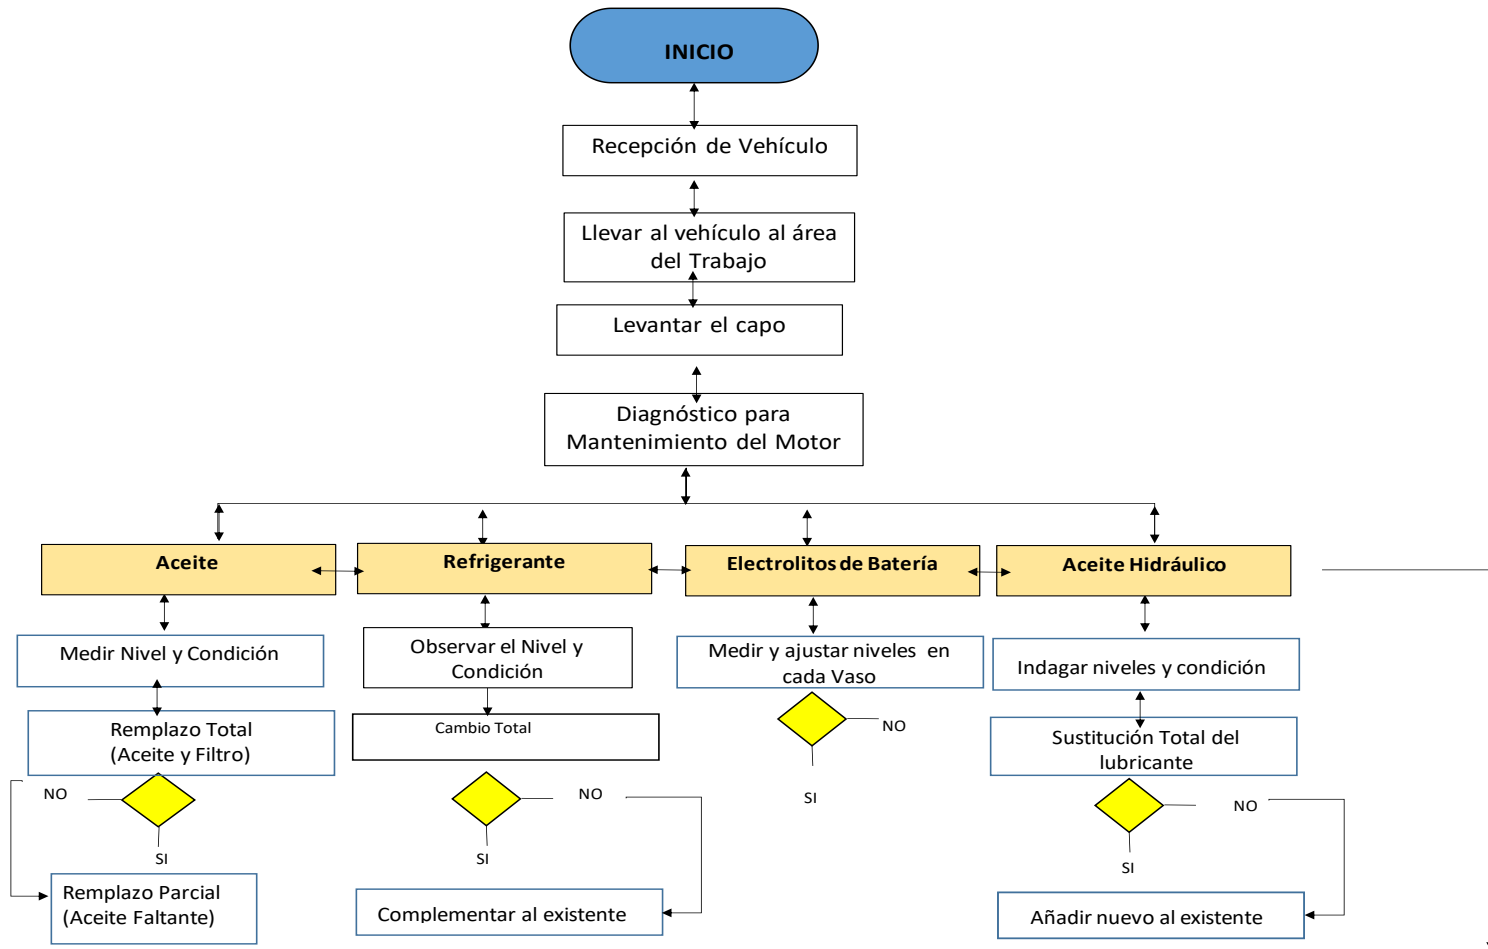 INICIO
Recepción de Vehículo
Llevar al vehículo al área
del Trabajo
Levantar el capo
Diagnóstico para
Mantenimiento del Motor
Aceite
Refrigerante
Electrolitos de Batería
Aceite Hidráulico
Medir Nivel y Condición
Observar el Nivel y
Condición
Medir y ajustar niveles en
cada Vaso
Indagar niveles y condición
Remplazo Total
(Aceite y Filtro)
Cambio Total
NO
Sustitución Total del
lubricante
NO
NO
SI
NO
SI
SI
SI
Remplazo Parcial
(Aceite Faltante)
Complementar al existente
Añadir nuevo al existente